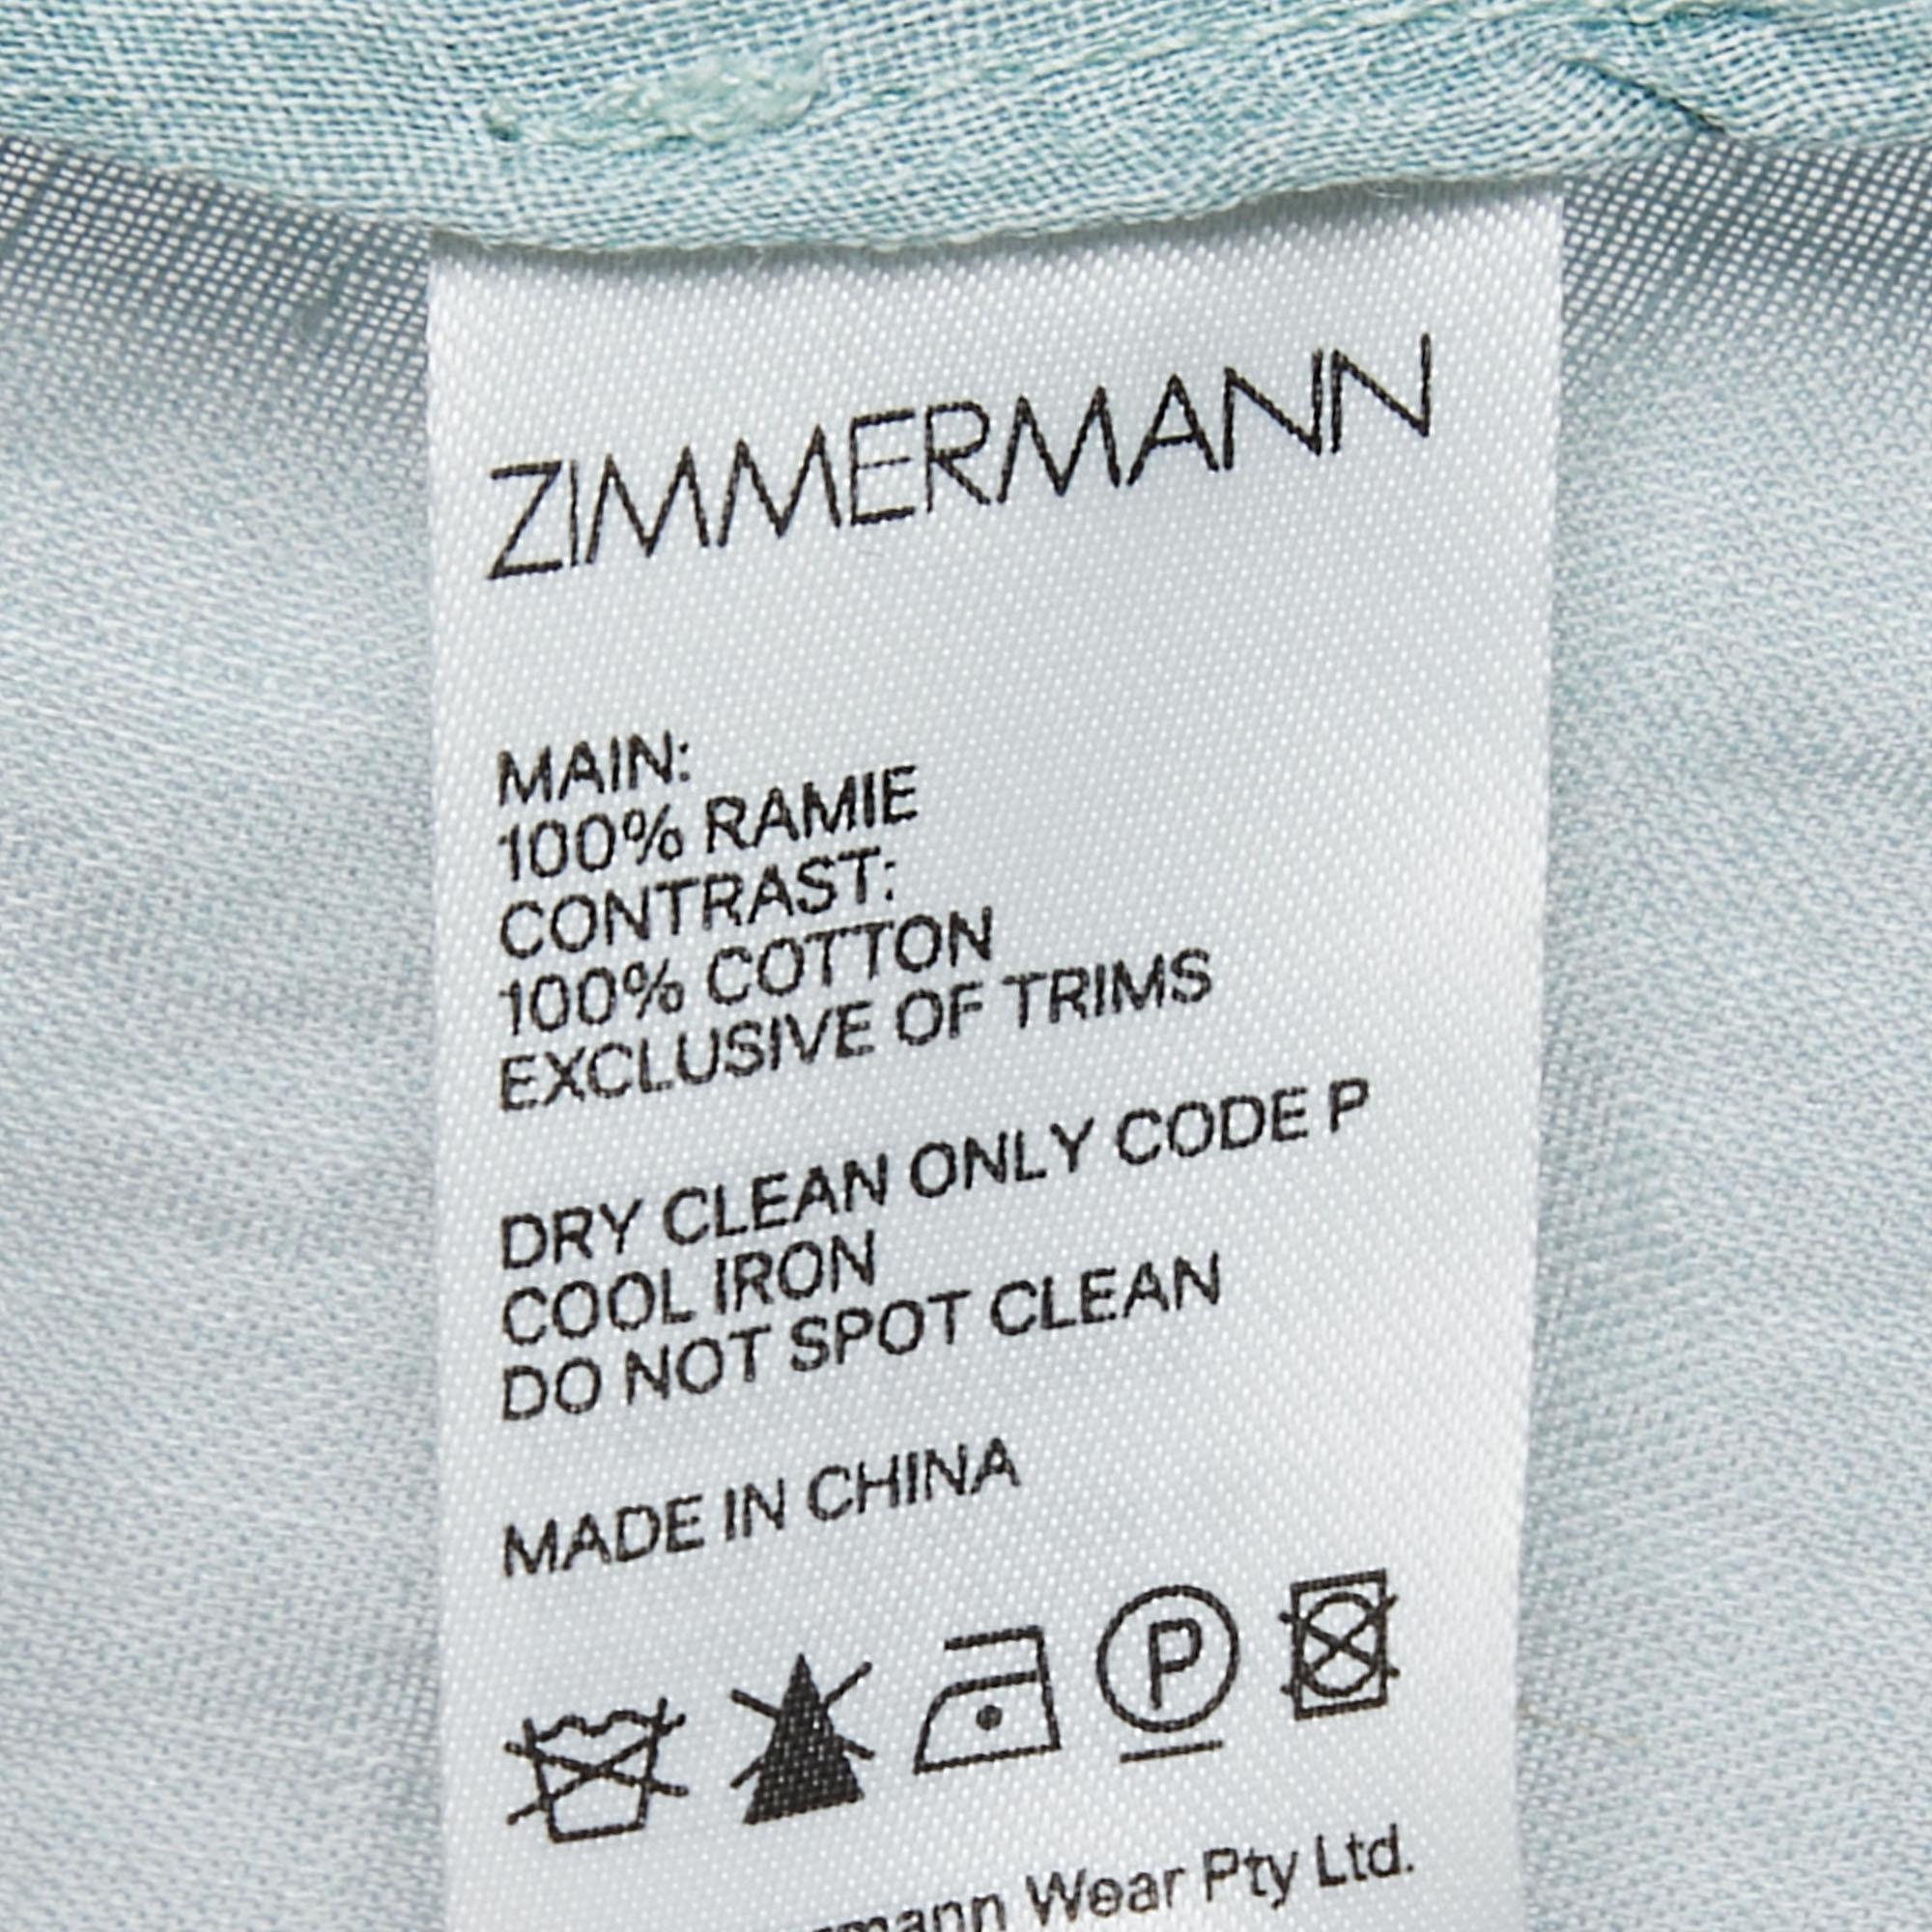 ZIMMERMANN
MAIN:
100% RAMIE
CONTRAST:
100% COTTON
EXCLUSIVE OF TRIMS
DRY CLEAN ONLY CODE P
COOL IRON
DO NOT SPOT CLEAN
MADE IN CHINA
P
Wear Pty Ltd.